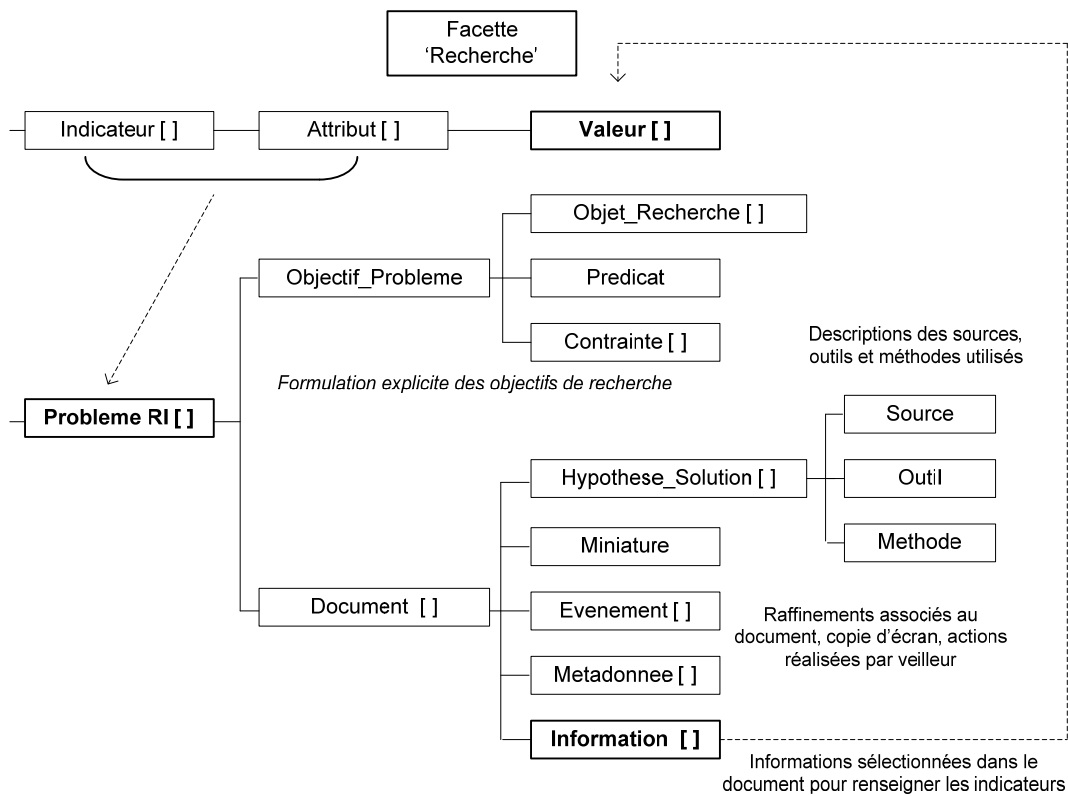 Facette
‘Recherche’
Indicateur [ ]
Attribut [ ]
Valeur [ ]
Objet_Recherche [ ]
Objectif_Probleme
Predicat
Contrainte [ ]
Descriptions des sources,
outils et méthodes utilisés
Formulation explicite des objectifs de recherche
Probleme RI [ ]
Source
Hypothese_Solution [ ]
Outil
Methode
Miniature
Document [ ]
Evenement [ ]
Raffinements associés au
document, copie d’écran, actions
réalisées par veilleur
Metadonnee [ ]
Information [ ]
Informations sélectionnées dans le
document pour renseigner les indicateurs